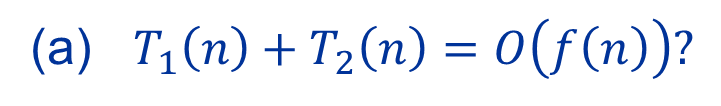 (a) T₁(n) + T₂(n) = O(f(n))?